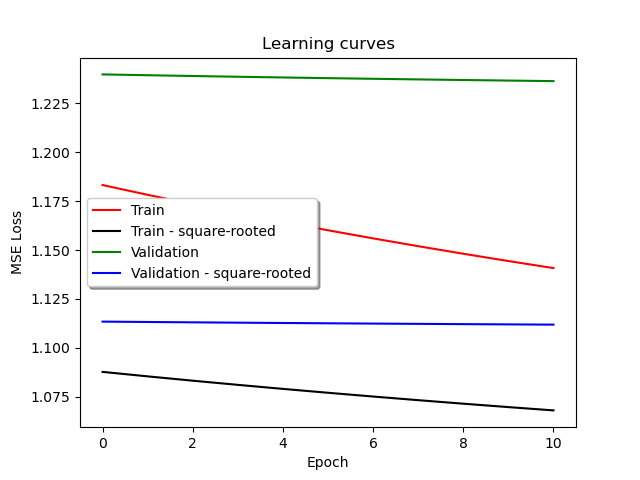 Learning curves
MSE Loss
1.225
1.200
1.175
1.150
1.125
1.100
1.075
Train
Train - square-rooted
Validation
Validation - square-rooted
0 2 4 6 8 10
Epoch